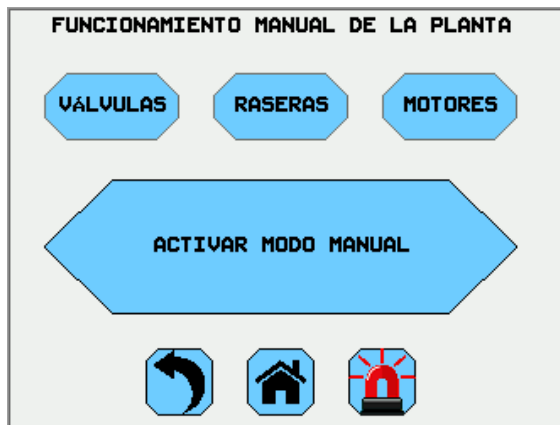 FUNCIONAMIENTO MANUAL DE LA PLANTA
VáLVULAS RASERAS MOTORES
ACTIVAR MODO MANUAL